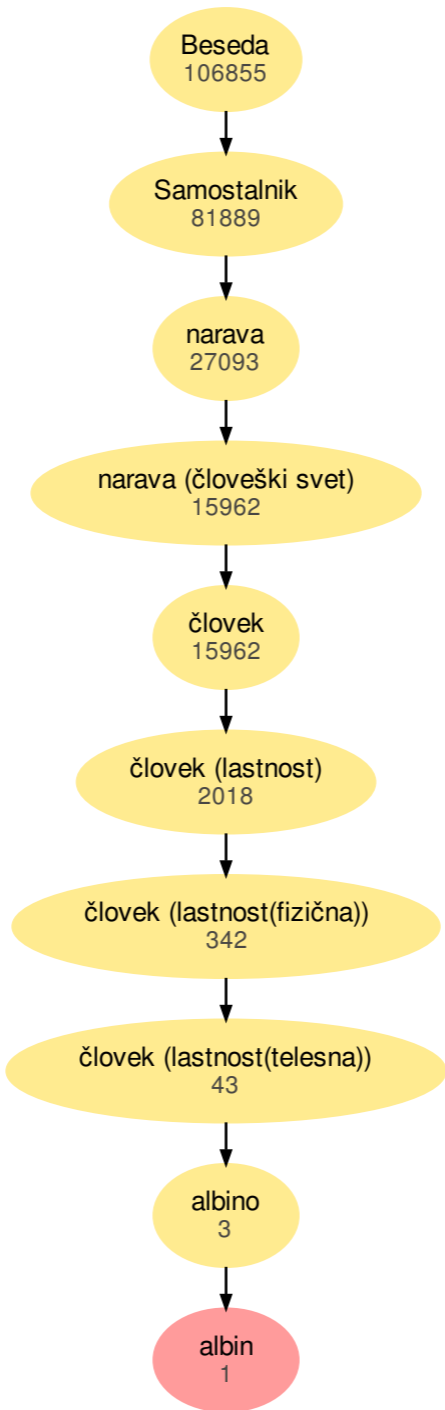 Beseda
106855
Samostalnik
81889
narava
27093
narava (človeški svet)
15962
človek
15962
človek (lastnost)
2018
človek (lastnost(fizična))
342
človek (lastnost(telesna))
43
albino
3
albin
1